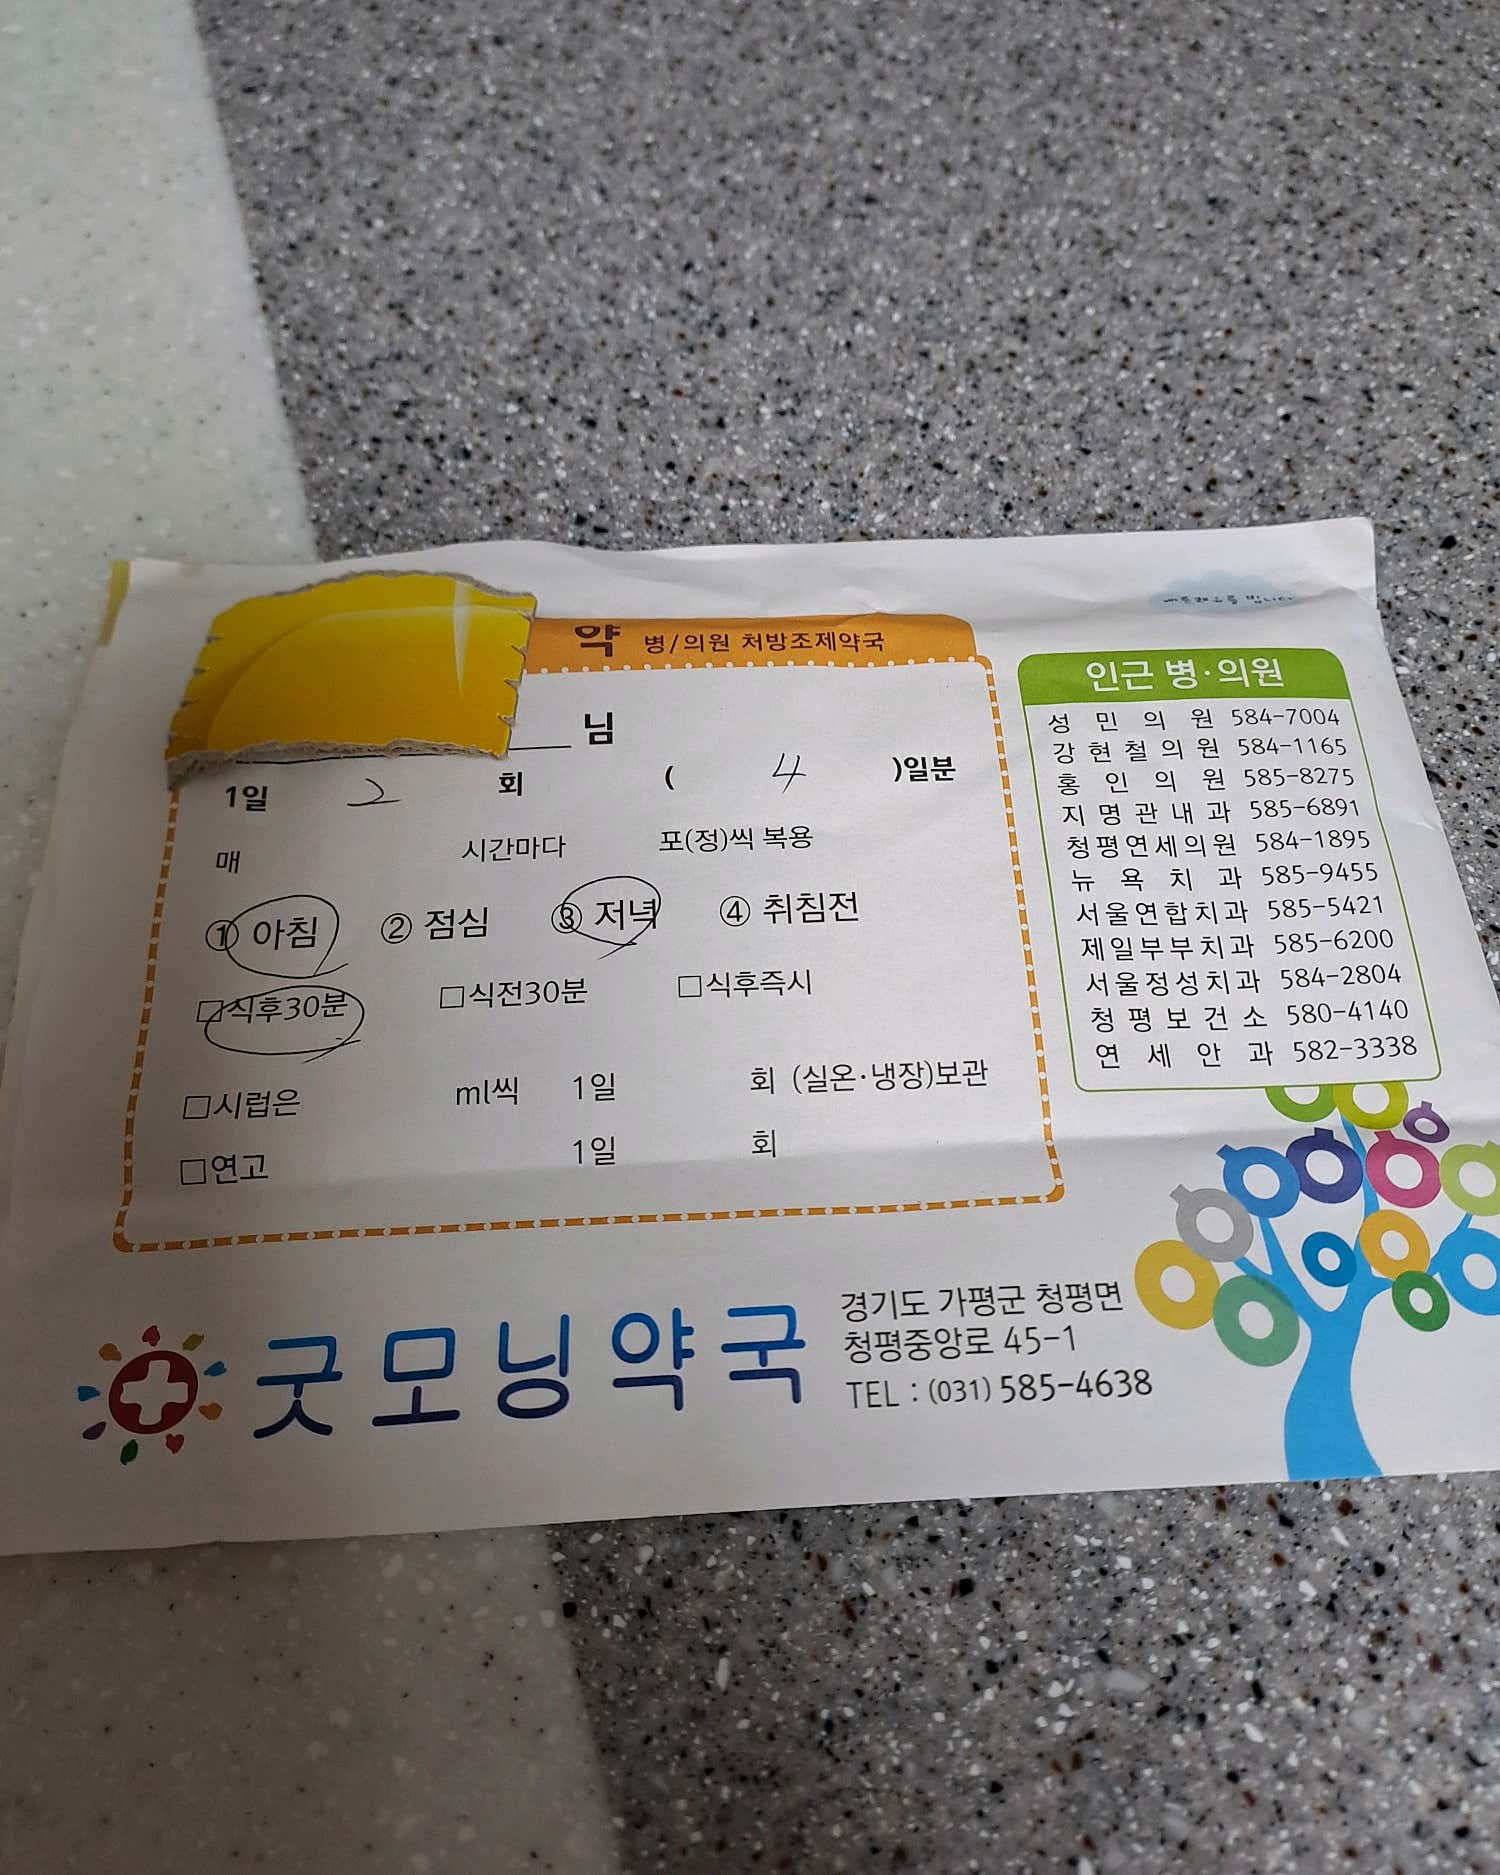 약 병/의원 처방조제약국
님
1일 2 회 ( 4 )일분
매 시간마다 포(정)씩 복용
① 아침 ② 점심 ③ 저녁 ④ 취침전
□식후30분 □식전30분 □식후즉시
□시럽은 ml씩 1일 회 (실온·냉장)보관
□연고 1일 회
인근 병·의원
성민의원 584-7004
강현철의원 584-1165
홍인의원 585-8275
지명관내과 585-6891
청평연세의원 584-1895
뉴욕치과 585-9455
서울연합치과 585-5421
제일부부치과 585-6200
서울정성치과 584-2804
청평보건소 580-4140
연세안과 582-3338
굿모닝약국
경기도 가평군 청평면
청평중앙로 45-1
TEL : (031) 585-4638